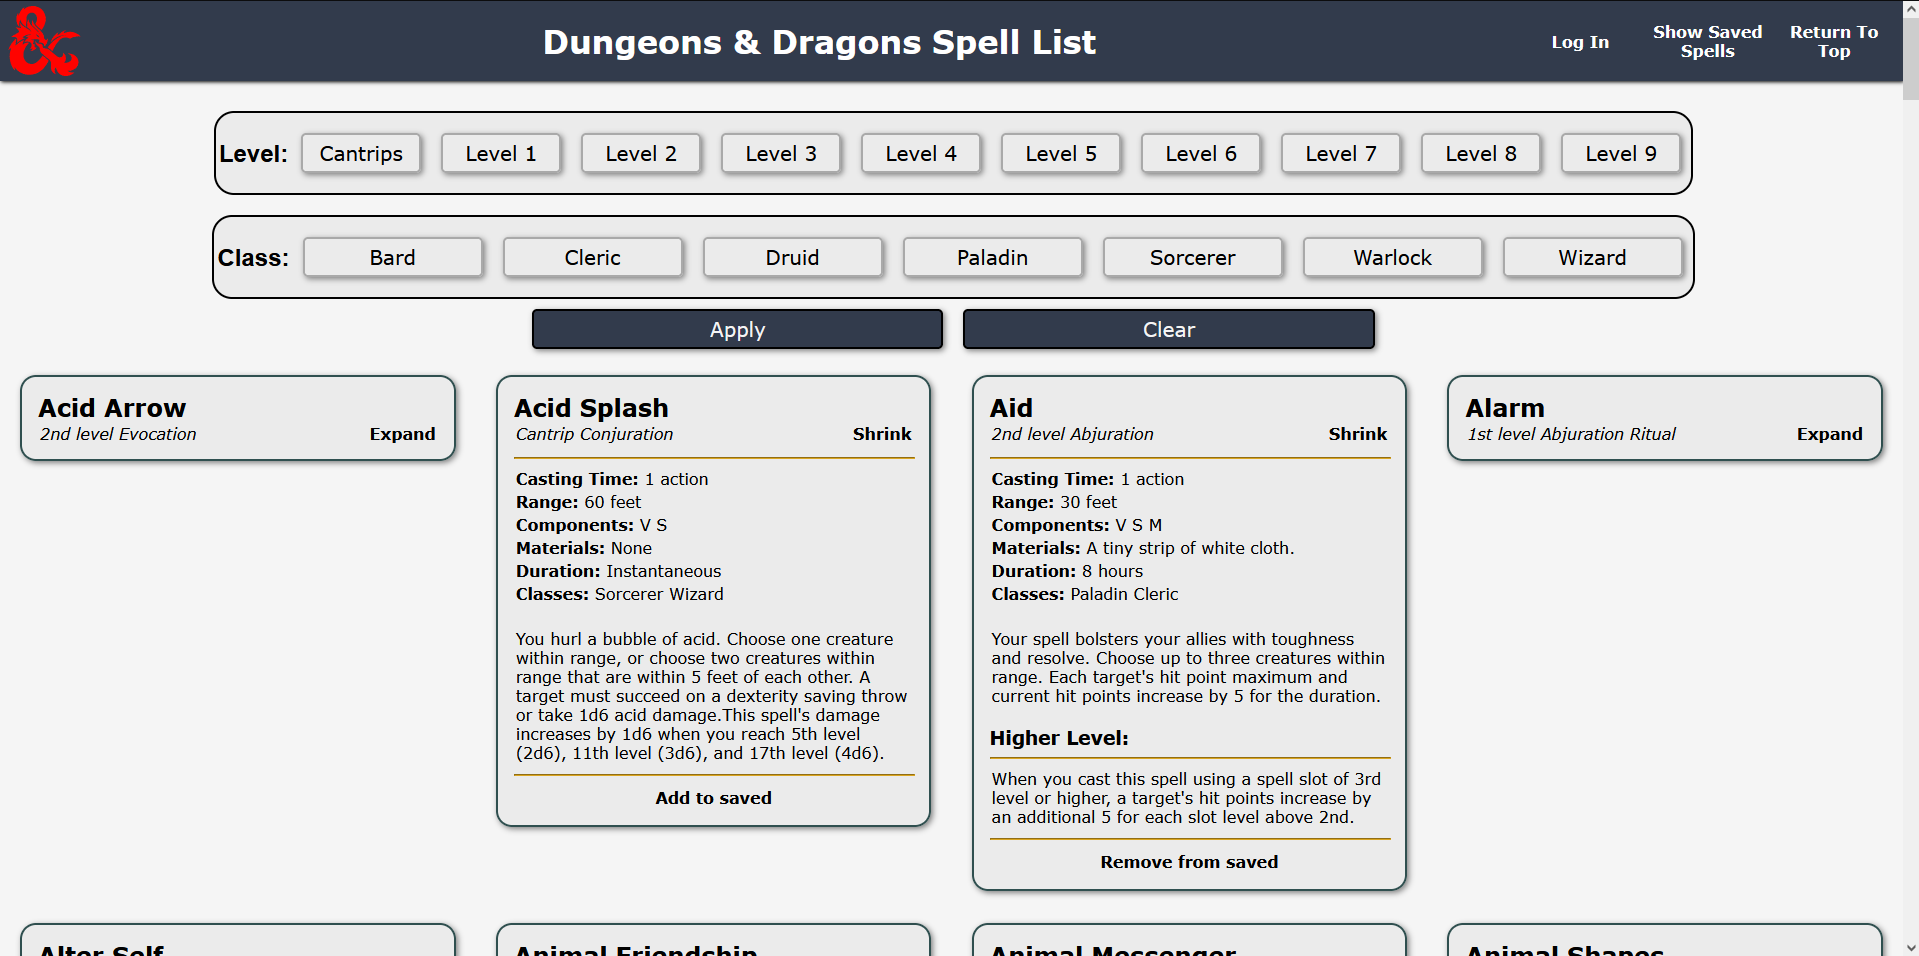 Dungeons & Dragons Spell List
Log In
Show Saved
Spells
Return To
Top
Level:
Cantrips
Level 1
Level 2
Level 3
Level 4
Level 5
Level 6
Level 7
Level 8
Level 9
Class:
Bard
Cleric
Druid
Paladin
Sorcerer
Warlock
Wizard
Apply
Clear
Acid Arrow
2nd level Evocation
Expand
Acid Splash
Cantrip Conjuration
Shrink
Casting Time: 1 action
Range: 60 feet
Components: V S
Materials: None
Duration: Instantaneous
Classes: Sorcerer Wizard
You hurl a bubble of acid. Choose one creature
within range, or choose two creatures within
range that are within 5 feet of each other. A
target must succeed on a dexterity saving throw
or take 1d6 acid damage.This spell's damage
increases by 1d6 when you reach 5th level
(2d6), 11th level (3d6), and 17th level (4d6).
Add to saved
Aid
2nd level Abjuration
Shrink
Casting Time: 1 action
Range: 30 feet
Components: V S M
Materials: A tiny strip of white cloth.
Duration: 8 hours
Classes: Paladin Cleric
Your spell bolsters your allies with toughness
and resolve. Choose up to three creatures within
range. Each target's hit point maximum and
current hit points increase by 5 for the duration.
Higher Level:
When you cast this spell using a spell slot of 3rd
level or higher, a target's hit points increase by
an additional 5 for each slot level above 2nd.
Remove from saved
Alarm
1st level Abjuration Ritual
Expand
Alter Self
Animal Friendship
Animal Messenger
Animal Shapes